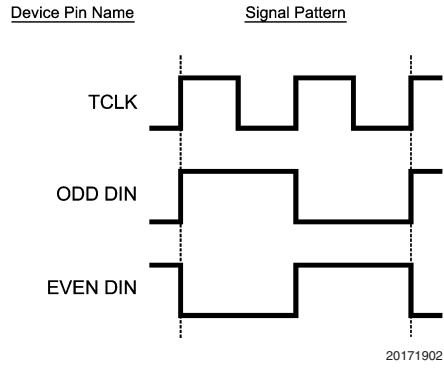 Device Pin Name
Signal Pattern
TCLK
ODD DIN
EVEN DIN
20171902